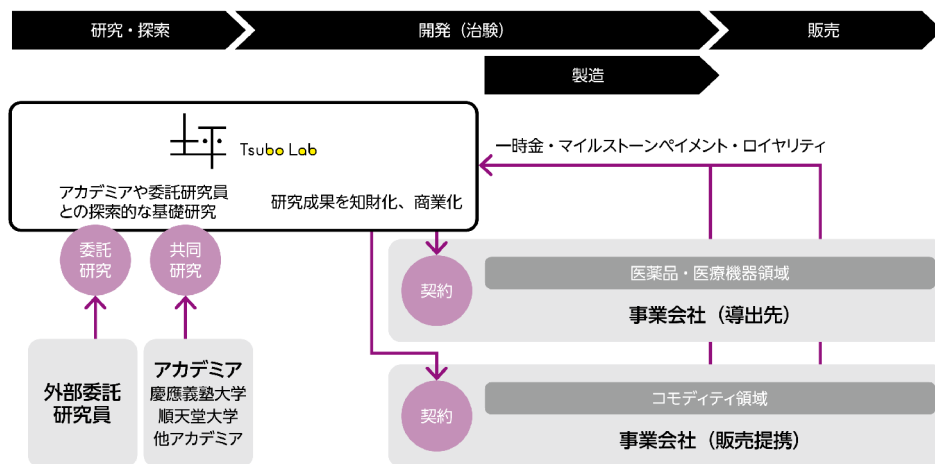 研究・探索
開発（治験）
販売
製造
坪 Tsubo Lab
一時金・マイルストーンペイメント・ロイヤリティ
アカデミアや委託研究員
との探索的な基礎研究
研究成果を知財化、商業化
委託
研究
共同
研究
契約
医薬品・医療機器領域
事業会社（導出先）
外部委託
研究員
アカデミア
慶應義塾大学
順天堂大学
他アカデミア
契約
コモディティ領域
事業会社（販売提携）